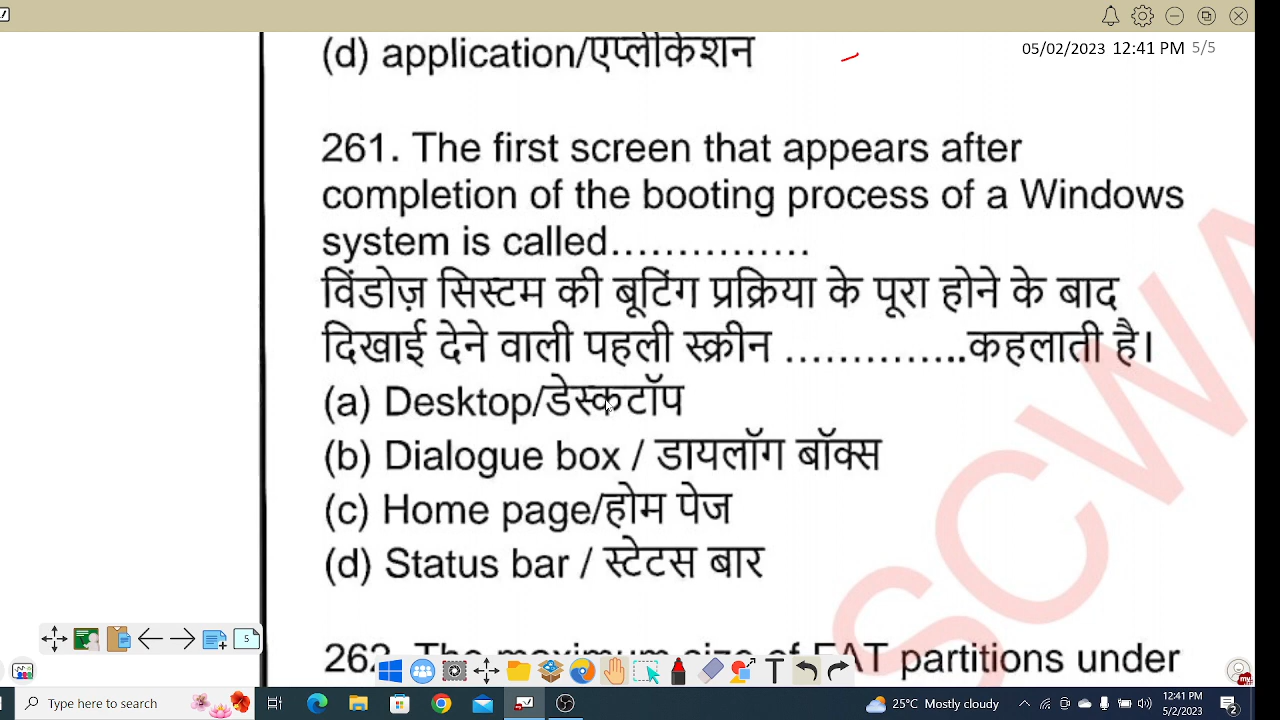 05/02/2023 12:41 PM 5/5
(d) application/एप्लीकेशन
261. The first screen that appears after
completion of the booting process of a Windows
system is called……………
विंडोज़ सिस्टम की बूटिंग प्रक्रिया के पूरा होने के बाद
दिखाई देने वाली पहली स्क्रीन …………..कहलाती है।
(a) Desktop/डेस्कटॉप
(b) Dialogue box / डायलॉग बॉक्स
(c) Home page/होम पेज
(d) Status bar / स्टेटस बार
262. The maximum size of FAT partitions under
SCW
5
T
Type here to search
25°C Mostly cloudy
12:41 PM
5/2/2023
2